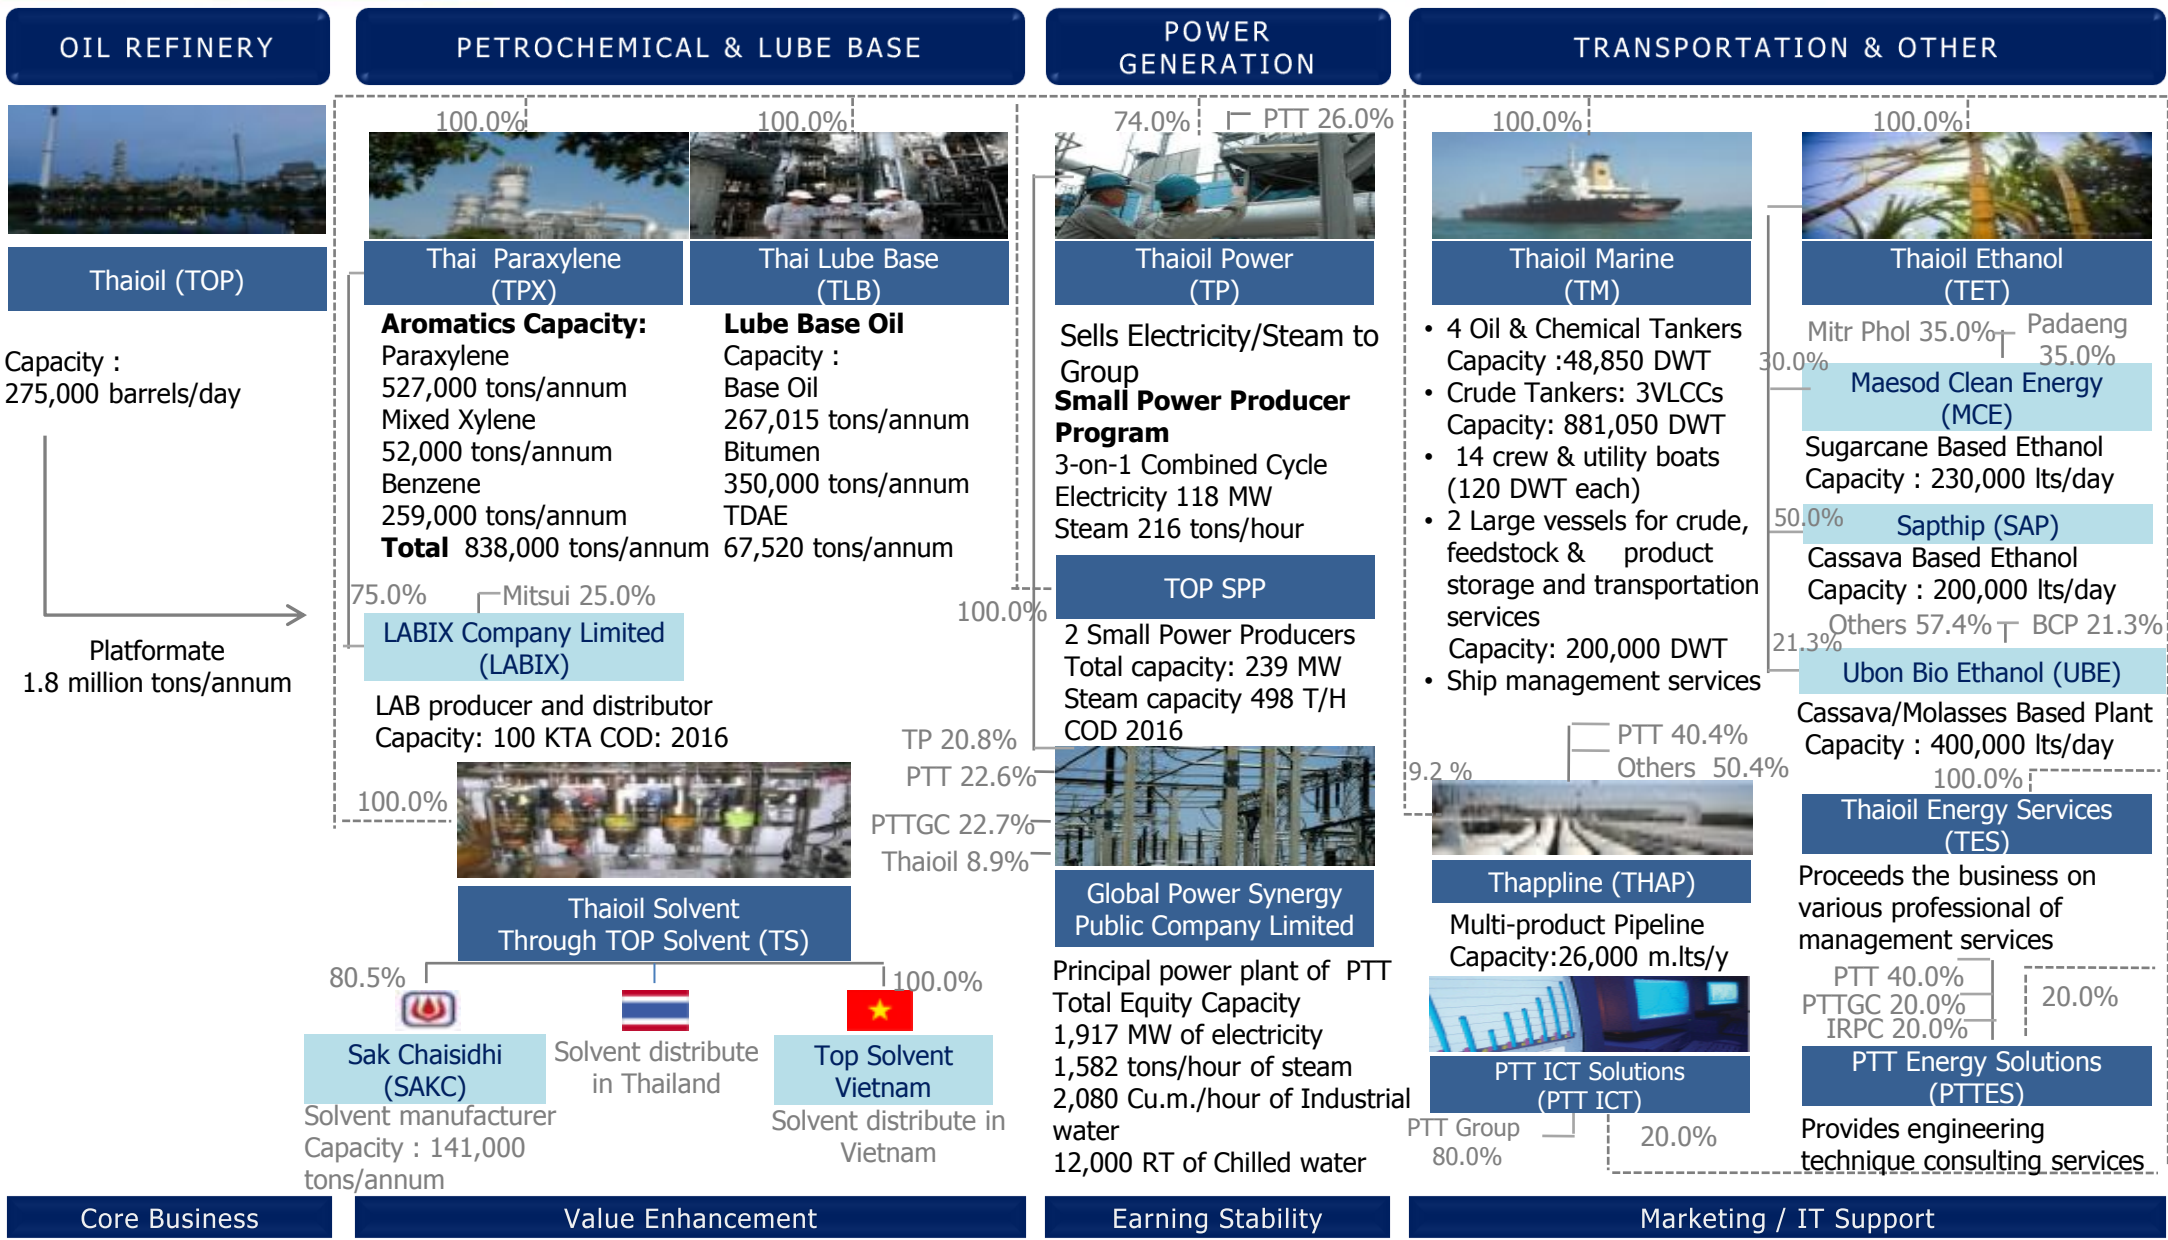 OIL REFINERY
PETROCHEMICAL & LUBE BASE
POWER
GENERATION
TRANSPORTATION & OTHER
Thaioil (TOP)
Capacity :
275,000 barrels/day
Platformate
1.8 million tons/annum
100.0%
Thai Paraxylene
(TPX)
Aromatics Capacity:
Paraxylene
527,000 tons/annum
Mixed Xylene
52,000 tons/annum
Benzene
259,000 tons/annum
Total 838,000 tons/annum
100.0%
Thai Lube Base
(TLB)
Lube Base Oil
Capacity :
Base Oil
267,015 tons/annum
Bitumen
350,000 tons/annum
TDAE
67,520 tons/annum
75.0%
Mitsui 25.0%
LABIX Company Limited
(LABIX)
LAB producer and distributor
Capacity: 100 KTA COD: 2016
100.0%
Thaioil Solvent
Through TOP Solvent (TS)
80.5%
100.0%
Sak Chaisidhi
(SAKC)
Solvent manufacturer
Capacity : 141,000
tons/annum
Solvent distribute
in Thailand
Top Solvent
Vietnam
Solvent distribute in
Vietnam
74.0%
PTT 26.0%
Thaioil Power
(TP)
Sells Electricity/Steam to
Group
Small Power Producer
Program
3-on-1 Combined Cycle
Electricity 118 MW
Steam 216 tons/hour
100.0%
TOP SPP
2 Small Power Producers
Total capacity: 239 MW
Steam capacity 498 T/H
COD 2016
TP 20.8%
PTT 22.6%
PTTGC 22.7%
Thaioil 8.9%
Global Power Synergy
Public Company Limited
Principal power plant of PTT
Total Equity Capacity
1,917 MW of electricity
1,582 tons/hour of steam
2,080 Cu.m./hour of Industrial
water
12,000 RT of Chilled water
100.0%
Thaioil Marine
(TM)
• 4 Oil & Chemical Tankers
Capacity :48,850 DWT
• Crude Tankers: 3VLCCs
Capacity: 881,050 DWT
• 14 crew & utility boats
(120 DWT each)
• 2 Large vessels for crude,
feedstock & product
storage and transportation
services
Capacity: 200,000 DWT
• Ship management services
PTT 40.4%
Others 50.4%
9.2 %
Thappline (THAP)
Multi-product Pipeline
Capacity:26,000 m.lts/y
PTT ICT Solutions
(PTT ICT)
PTT Group
80.0%
20.0%
100.0%
Thaioil Ethanol
(TET)
Mitr Phol 35.0%
Padaeng
35.0%
30.0%
Maesod Clean Energy
(MCE)
Sugarcane Based Ethanol
Capacity : 230,000 lts/day
50.0%
Sapthip (SAP)
Cassava Based Ethanol
Capacity : 200,000 lts/day
Others 57.4%
BCP 21.3%
21.3%
Ubon Bio Ethanol (UBE)
Cassava/Molasses Based Plant
Capacity : 400,000 lts/day
100.0%
Thaioil Energy Services
(TES)
Proceeds the business on
various professional of
management services
PTT 40.0%
PTTGC 20.0%
IRPC 20.0%
20.0%
PTT Energy Solutions
(PTTES)
Provides engineering
technique consulting services
Core Business
Value Enhancement
Earning Stability
Marketing / IT Support